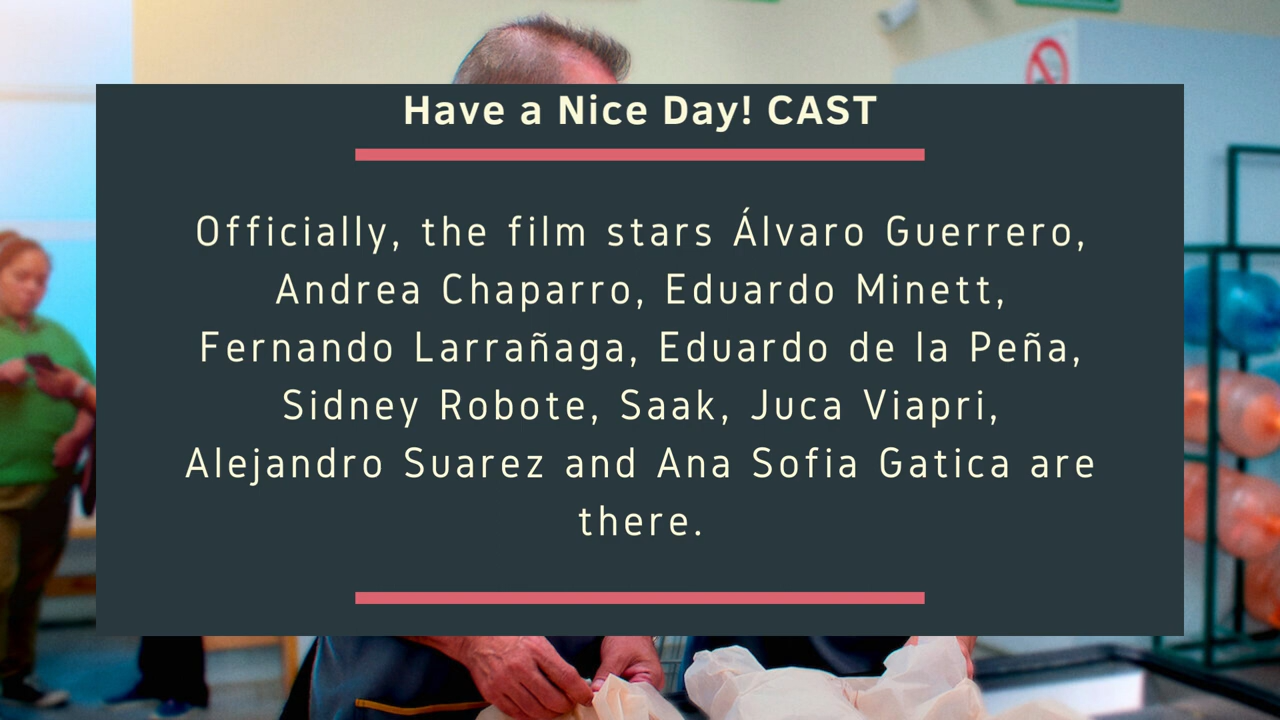 Have a Nice Day! CAST
Officially, the film stars Álvaro Guerrero,
Andrea Chaparro, Eduardo Minett,
Fernando Larrañaga, Eduardo de la Peña,
Sidney Robote, Saak, Juca Viapri,
Alejandro Suarez and Ana Sofia Gatica are
there.